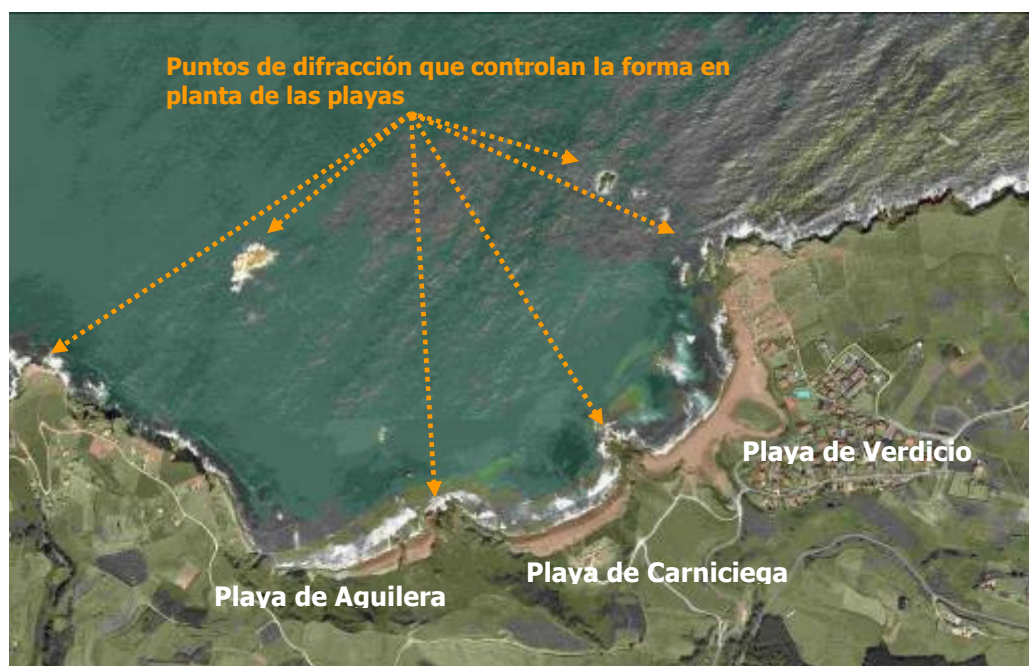 Puntos de difracción que controlan la forma en
planta de las playas
Playa de Verdicio
Playa de Carniciega
Playa de Aguilera